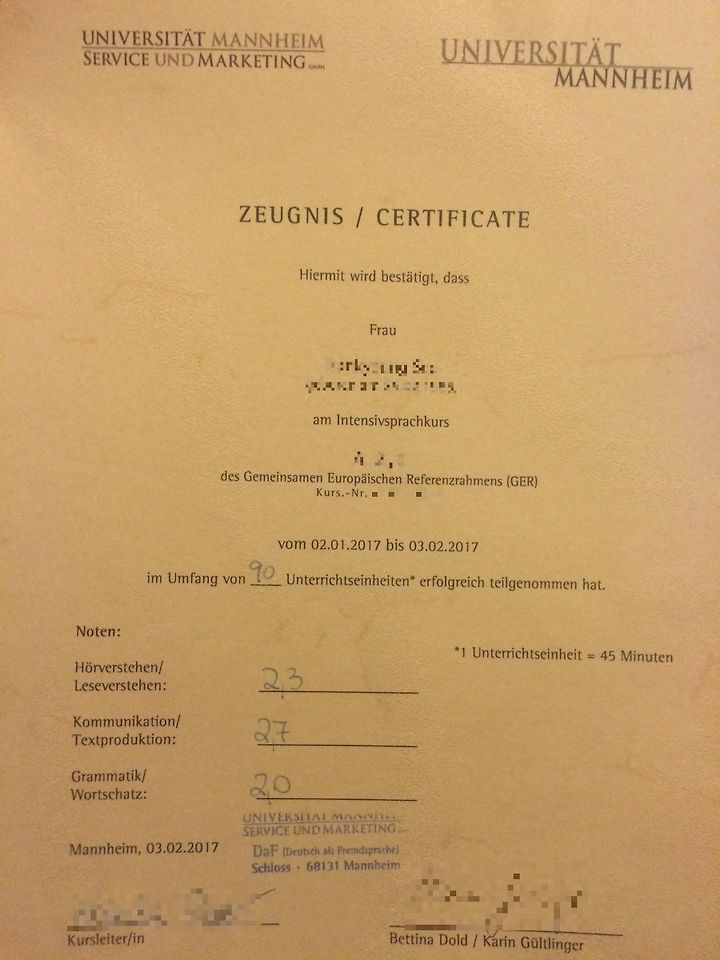 UNIVERSITÄT MANNHEIM
SERVICE UND MARKETING GMBH
UNIVERSITÄT
MANNHEIM
ZEUGNIS / CERTIFICATE
Hiermit wird bestätigt, dass
Frau
am Intensivsprachkurs
des Gemeinsamen Europäischen Referenzrahmens (GER)
Kurs.-Nr.
vom 02.01.2017 bis 03.02.2017
im Umfang von 90 Unterrichtseinheiten* erfolgreich teilgenommen hat.
Noten:
*1 Unterrichtseinheit = 45 Minuten
Hörverstehen/
Leseverstehen: 2,3
Kommunikation/
Textproduktion: 2,7
Grammatik/
Wortschatz: 2,0
UNIVERSITÄT MANNHEIM
SERVICE UND MARKETING
DaF (Deutsch als Fremdsprache)
Schloss · 68131 Mannheim
Mannheim, 03.02.2017
Kursleiter/in
Bettina Dold / Karin Gültlinger